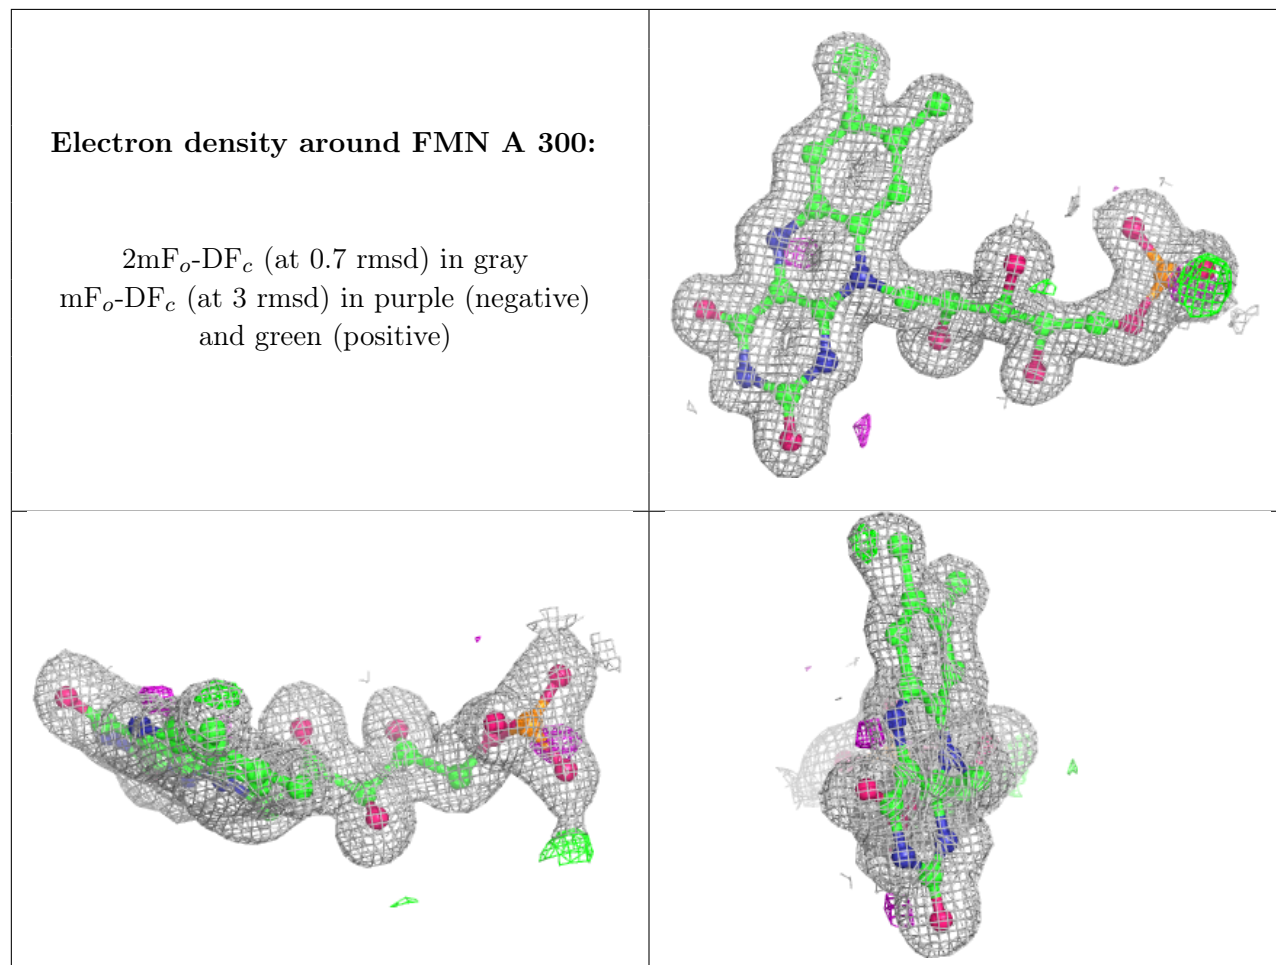 Electron density around FMN A 300:
2mFo-DFc (at 0.7 rmsd) in gray
mFo-DFc (at 3 rmsd) in purple (negative)
and green (positive)